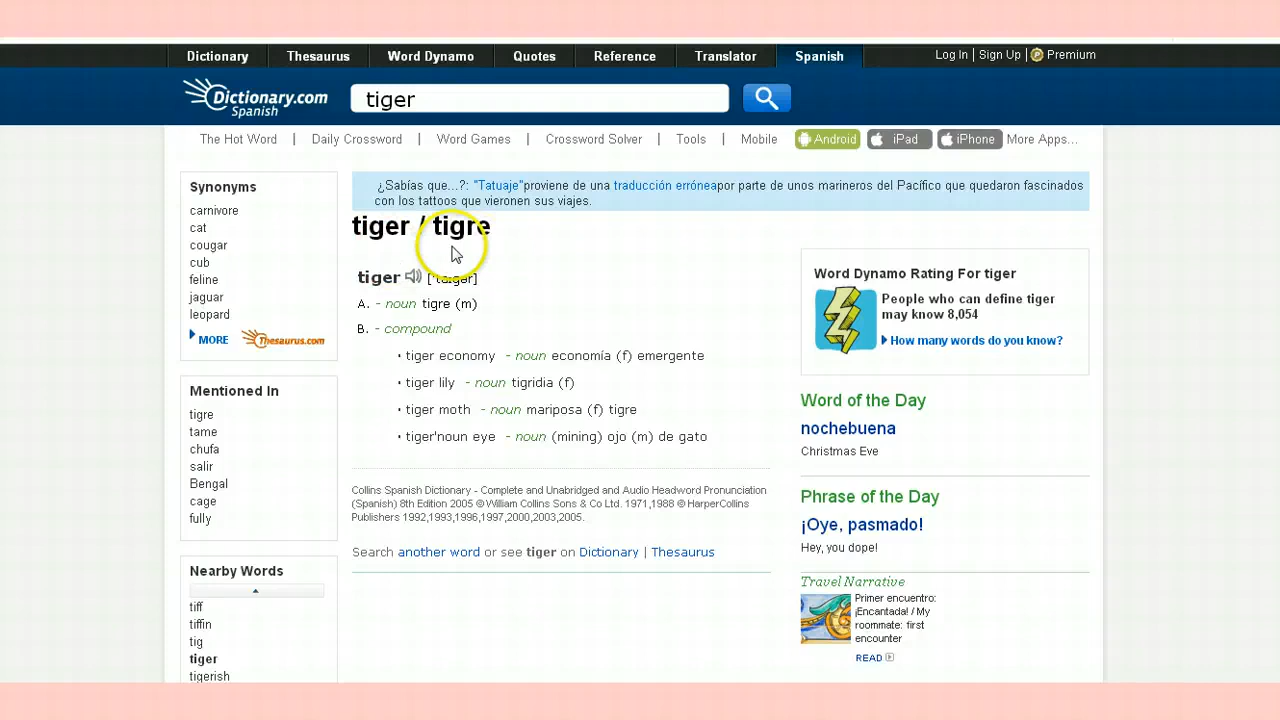 Dictionary Thesaurus Word Dynamo Quotes Reference Translator Spanish Log In | Sign Up | Premium
Dictionary.com
Spanish
tiger
The Hot Word | Daily Crossword | Word Games | Crossword Solver | Tools | Mobile Android iPad iPhone More Apps...
Synonyms
carnivore
cat
cougar
cub
feline
jaguar
leopard
MORE Thesaurus.com
Mentioned In
tigre
tame
chufa
salir
Bengal
cage
fully
Nearby Words
tiff
tiffin
tig
tiger
tigerish
¿Sabías que...?: "Tatuaje"proviene de una traducción erróneapor parte de unos marineros del Pacífico que quedaron fascinados
con los tattoos que vieronen sus viajes.
tiger / tigre
tiger
A. - noun tigre (m)
B. - compound
• tiger economy - noun economía (f) emergente
• tiger lily - noun tigridia (f)
• tiger moth - noun mariposa (f) tigre
• tiger'noun eye - noun (mining) ojo (m) de gato
Collins Spanish Dictionary - Complete and Unabridged and Audio Headword Pronunciation
(Spanish) 8th Edition 2005 © William Collins Sons & Co Ltd. 1971,1988 © HarperCollins
Publishers 1992,1993,1996,1997,2000,2003,2005.
Search another word or see tiger on Dictionary | Thesaurus
Word Dynamo Rating For tiger
People who can define tiger
may know 8,054
How many words do you know?
Word of the Day
nochebuena
Christmas Eve
Phrase of the Day
¡Oye, pasmado!
Hey, you dope!
Travel Narrative
Primer encuentro:
¡Encantada! / My
roommate: first
encounter
READ